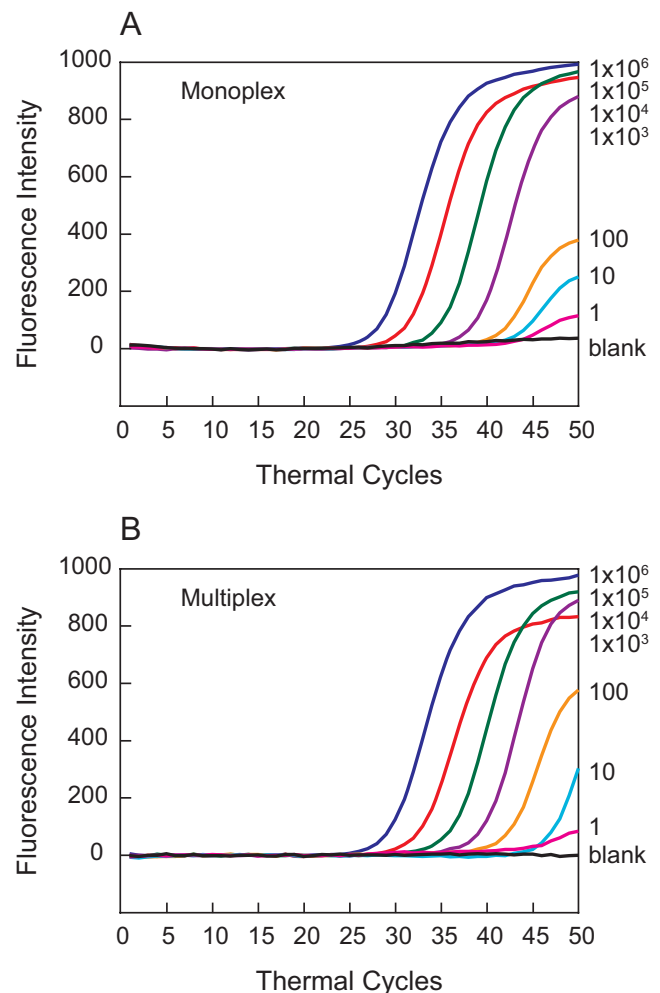 A
Monoplex
Fluorescence Intensity
1000
800
600
400
200
0
0 5 10 15 20 25 30 35 40 45 50
Thermal Cycles
1x10⁶
1x10⁵
1x10⁴
1x10³
100
10
1
blank
B
Multiplex
Fluorescence Intensity
1000
800
600
400
200
0
0 5 10 15 20 25 30 35 40 45 50
Thermal Cycles
1x10⁶
1x10⁵
1x10⁴
1x10³
100
10
1
blank